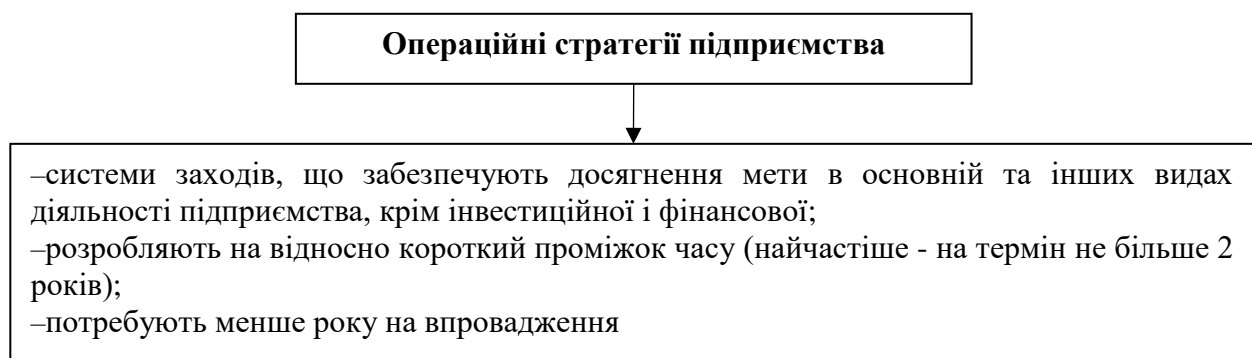 Операційні стратегії підприємства
–системи заходів, що забезпечують досягнення мети в основній та інших видах
діяльності підприємства, крім інвестиційної і фінансової;
–розробляють на відносно короткий проміжок часу (найчастіше - на термін не більше 2
років);
–потребують менше року на впровадження